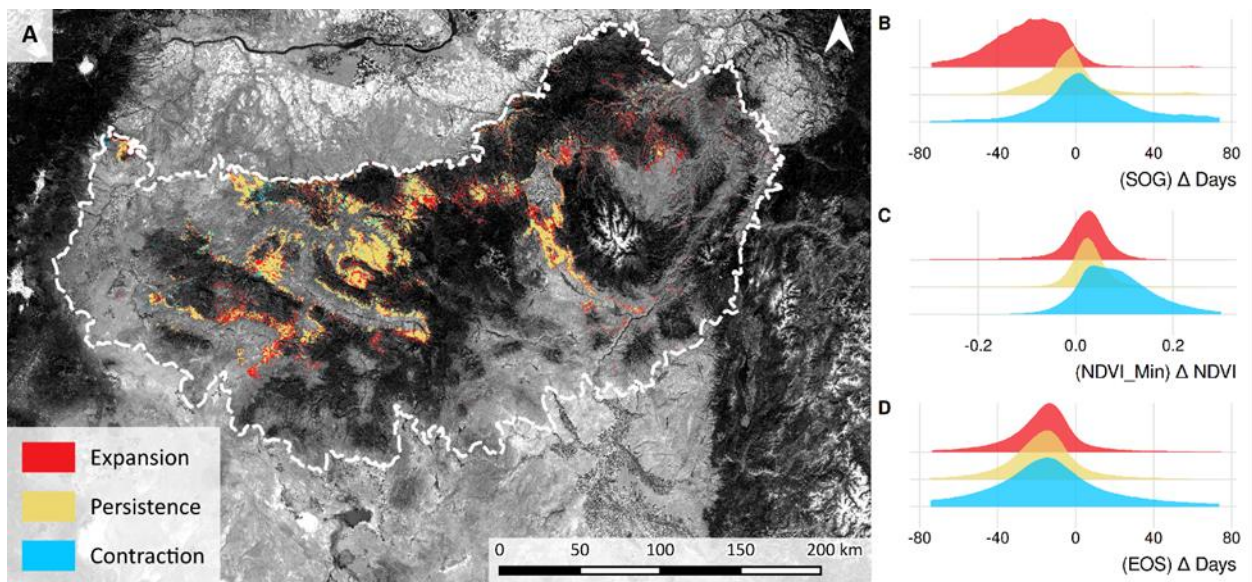 A
Expansion
Persistence
Contraction
0 50 100 150 200 km
B
-80 -40 0 40 80
(SOG) Δ Days
C
-0.2 0.0 0.2
(NDVI_Min) Δ NDVI
D
-80 -40 0 40 80
(EOS) Δ Days